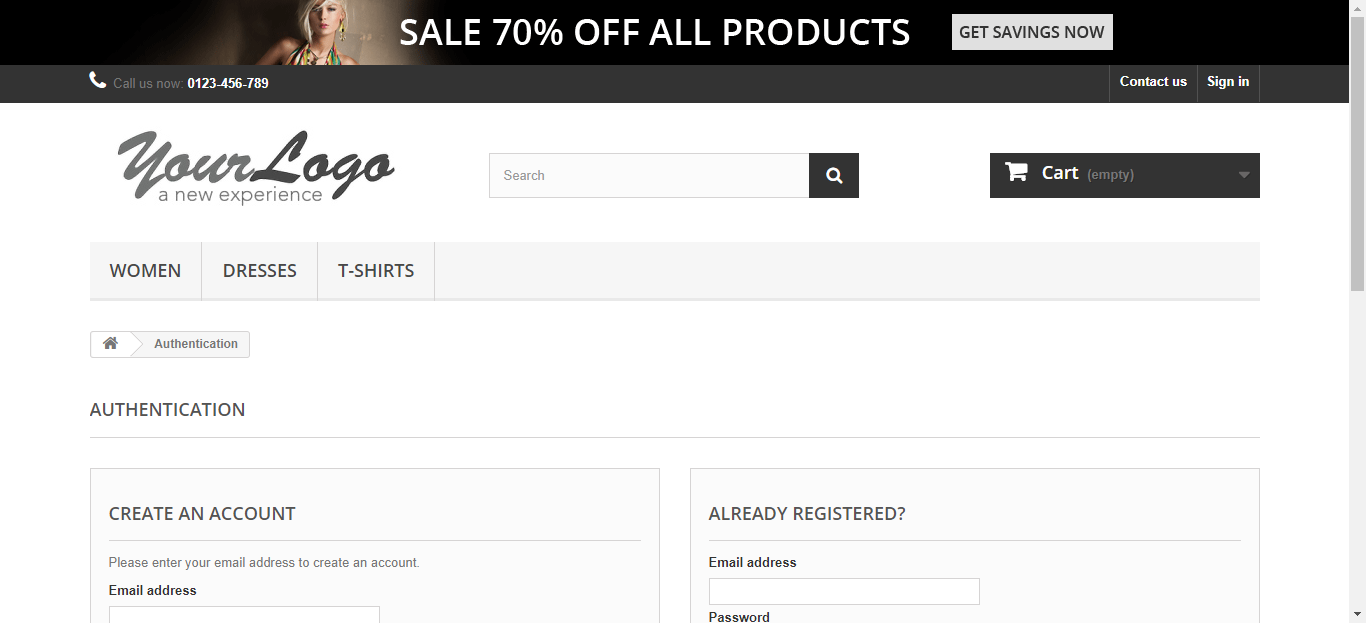 SALE 70% OFF ALL PRODUCTS GET SAVINGS NOW
Call us now: 0123-456-789 Contact us Sign in
YourLogo
a new experience
Search
Cart (empty)
WOMEN DRESSES T-SHIRTS
Authentication
AUTHENTICATION
CREATE AN ACCOUNT
Please enter your email address to create an account.
Email address
ALREADY REGISTERED?
Email address
Password